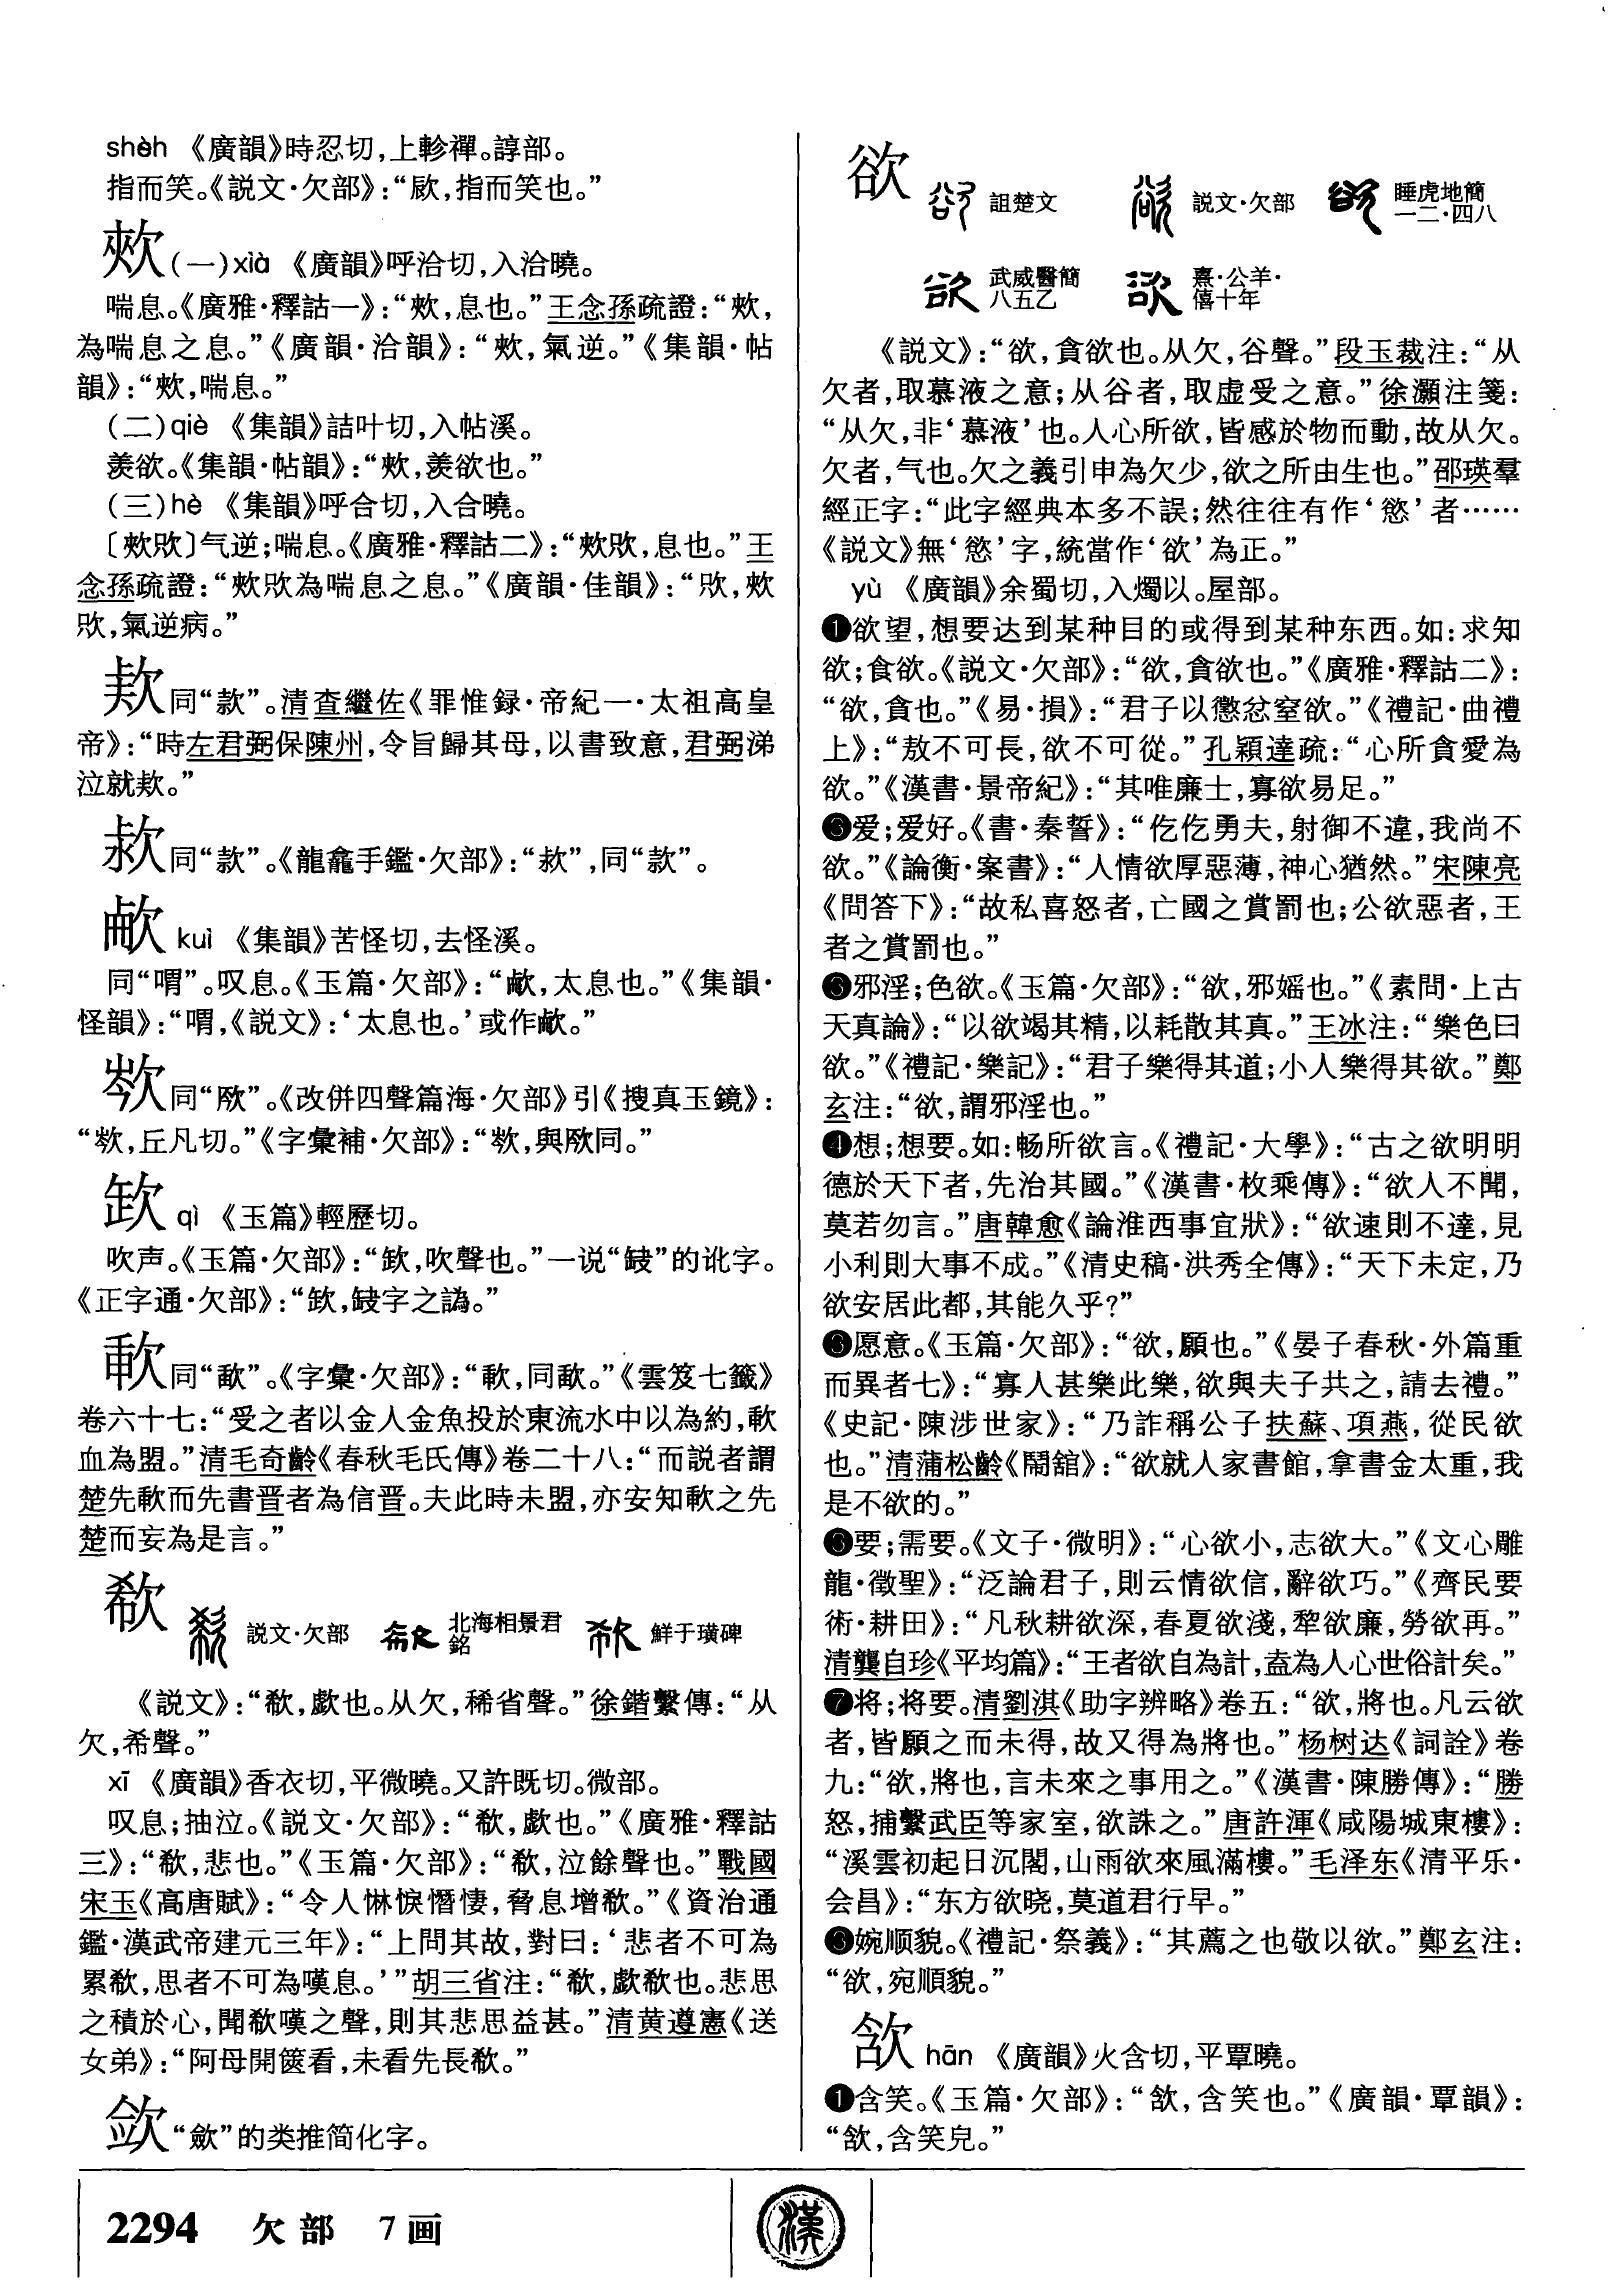 shèn 《廣韻》時忍切，上軫禪。諄部。
指而笑。《説文·欠部》：“㰮，指而笑也。”
㰰(一)xià 《廣韻》呼洽切，入洽曉。
喘息。《廣雅·釋詁一》：“㰰，息也。”王念孫疏證：“㰰，
為喘息之息。”《廣韻·洽韻》：“㰰，氣逆。”《集韻·帖
韻》：“㰰，喘息。”
(二)qiè 《集韻》詰叶切，入帖溪。
羨欲。《集韻·帖韻》：“㰰，羨欲也。”
(三)hè 《集韻》呼合切，入合曉。
〔㰰㰨〕气逆；喘息。《廣雅·釋詁二》：“㰰㰨，息也。”王
念孫疏證：“㰰㰨為喘息之息。”《廣韻·佳韻》：“㰨，㰰
㰨，氣逆病。”
同“款”。清查繼佐《罪惟録·帝紀一·太祖高皇
帝》：“時左君弼保陳州，令旨歸其母，以書致意，君弼涕
泣就欵。”
同“款”。《龍龕手鑑·欠部》：“”，同“款”。
kuì 《集韻》苦怪切，去怪溪。
同“喟”。叹息。《玉篇·欠部》：“，太息也。”《集韻·
怪韻》：“喟，《説文》：‘太息也。’或作。”
同“”。《改併四聲篇海·欠部》引《搜真玉鏡》：
“，丘凡切。”《字彙補·欠部》：“，與同。”
qì 《玉篇》輕歷切。
吹声。《玉篇·欠部》：“，吹聲也。”一说“”的讹字。
《正字通·欠部》：“，字之譌。”
同“歃”。《字彙·欠部》：“，同歃。”《雲笈七籤》
卷六十七：“受之者以金人金魚投於東流水中以為約，
血為盟。”清毛奇齡《春秋毛氏傳》卷二十八：“而説者謂
楚先而先書晋者為信晋。夫此時未盟，亦安知之先
楚而妄為是言。”
欷 説文·欠部 北海相景君銘 鮮于璜碑
《説文》：“欷，歔也。从欠，稀省聲。”徐鍇繫傳：“从
欠，希聲。”
xī 《廣韻》香衣切，平微曉。又許既切。微部。
叹息；抽泣。《説文·欠部》：“欷，歔也。”《廣雅·釋詁
三》：“欷，悲也。”《玉篇·欠部》：“欷，泣餘聲也。”戰國
宋玉《高唐賦》：“令人惏悷憯悽，脅息增欷。”《資治通
鑑·漢武帝建元三年》：“上問其故，對曰：‘悲者不可為
累欷，思者不可為嘆息。’”胡三省注：“欷，歔欷也。悲思
之積於心，聞欷嘆之聲，則其悲思益甚。”清黄遵憲《送
女弟》：“阿母開篋看，未看先長欷。”
“歛”的类推简化字。
欲 詛楚文 説文·欠部 睡虎地簡一二·四八
武威醫簡八五乙 熹·公羊·僖十年
《説文》：“欲，貪欲也。从欠，谷聲。”段玉裁注：“从
欠者，取慕液之意；从谷者，取虚受之意。”徐灝注箋：
“从欠，非‘慕液’也。人心所欲，皆感於物而動，故从欠。
欠者，气也。欠之義引申為欠少，欲之所由生也。”邵瑛羣
經正字：“此字經典本多不誤；然往往有作‘慾’者……
《説文》無‘慾’字，統當作‘欲’為正。”
yù 《廣韻》余蜀切，入燭以。屋部。
❶欲望，想要达到某种目的或得到某种东西。如：求知
欲；食欲。《説文·欠部》：“欲，貪欲也。”《廣雅·釋詁二》：
“欲，貪也。”《易·損》：“君子以懲忿窒欲。”《禮記·曲禮
上》：“敖不可長，欲不可從。”孔穎達疏：“心所貪愛為
欲。”《漢書·景帝紀》：“其唯廉士，寡欲易足。”
❷爱；爱好。《書·秦誓》：“仡仡勇夫，射御不違，我尚不
欲。”《論衡·案書》：“人情欲厚惡薄，神心猶然。”宋陳亮
《問答下》：“故私喜怒者，亡國之賞罰也；公欲惡者，王
者之賞罰也。”
❸邪淫；色欲。《玉篇·欠部》：“欲，邪婬也。”《素問·上古
天真論》：“以欲竭其精，以耗散其真。”王冰注：“樂色曰
欲。”《禮記·樂記》：“君子樂得其道；小人樂得其欲。”鄭
玄注：“欲，謂邪淫也。”
❹想；想要。如：畅所欲言。《禮記·大學》：“古之欲明明
德於天下者，先治其國。”《漢書·枚乘傳》：“欲人不聞，
莫若勿言。”唐韓愈《論淮西事宜狀》：“欲速則不達，見
小利則大事不成。”《清史稿·洪秀全傳》：“天下未定，乃
欲安居此都，其能久乎？”
❺愿意。《玉篇·欠部》：“欲，願也。”《晏子春秋·外篇重
而異者七》：“寡人甚樂此樂，欲與夫子共之，請去禮。”
《史記·陳涉世家》：“乃詐稱公子扶蘇、項燕，從民欲
也。”清蒲松齡《鬧舘》：“欲就人家書館，拿書金太重，我
是不欲的。”
❻要；需要。《文子·微明》：“心欲小，志欲大。”《文心雕
龍·徵聖》：“泛論君子，則云情欲信，辭欲巧。”《齊民要
術·耕田》：“凡秋耕欲深，春夏欲淺，犂欲廉，勞欲再。”
清龔自珍《平均篇》：“王者欲自為計，盍為人心世俗計矣。”
❼将；将要。清劉淇《助字辨略》卷五：“欲，將也。凡云欲
者，皆願之而未得，故又得為將也。”杨树达《詞詮》卷
九：“欲，將也，言未來之事用之。”《漢書·陳勝傳》：“勝
怒，捕繫武臣等家室，欲誅之。”唐許渾《咸陽城東樓》：
“溪雲初起日沉閣，山雨欲來風滿樓。”毛泽东《清平乐·
会昌》：“东方欲晓，莫道君行早。”
❽婉顺貌。《禮記·祭義》：“其薦之也敬以欲。”鄭玄注：
“欲，宛順貌。”
欱 hān 《廣韻》火含切，平覃曉。
❶含笑。《玉篇·欠部》：“，含笑也。”《廣韻·覃韻》：
“，含笑皃。”
2294 欠部 7画
漢